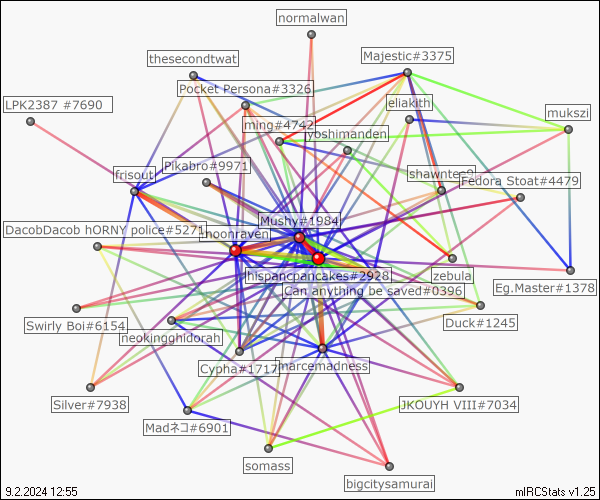 normalwan
thesecondtwat
Majestic#3375
Pocket Persona#3326
eliakith
LPK2387 #7690
mukszi
ming#4742
yoshimanden
Pikabro#9971
shawntee9
frisout
Fedora Stoat#4479
Mushy#1984
DacobDacob hORNY police#5271
hoonraven
hispancpancakes#2928
zebula
Eg.Master#1378
Can anything be saved#0396
Swirly Boi#6154
Duck#1245
neokingghidorah
Cypha#1717
marcemadness
Silver#7938
JKOUYH VIII#7034
Madネコ#6901
somass
bigcitysamurai
9.2.2024 12:55
mIRCStats v1.25